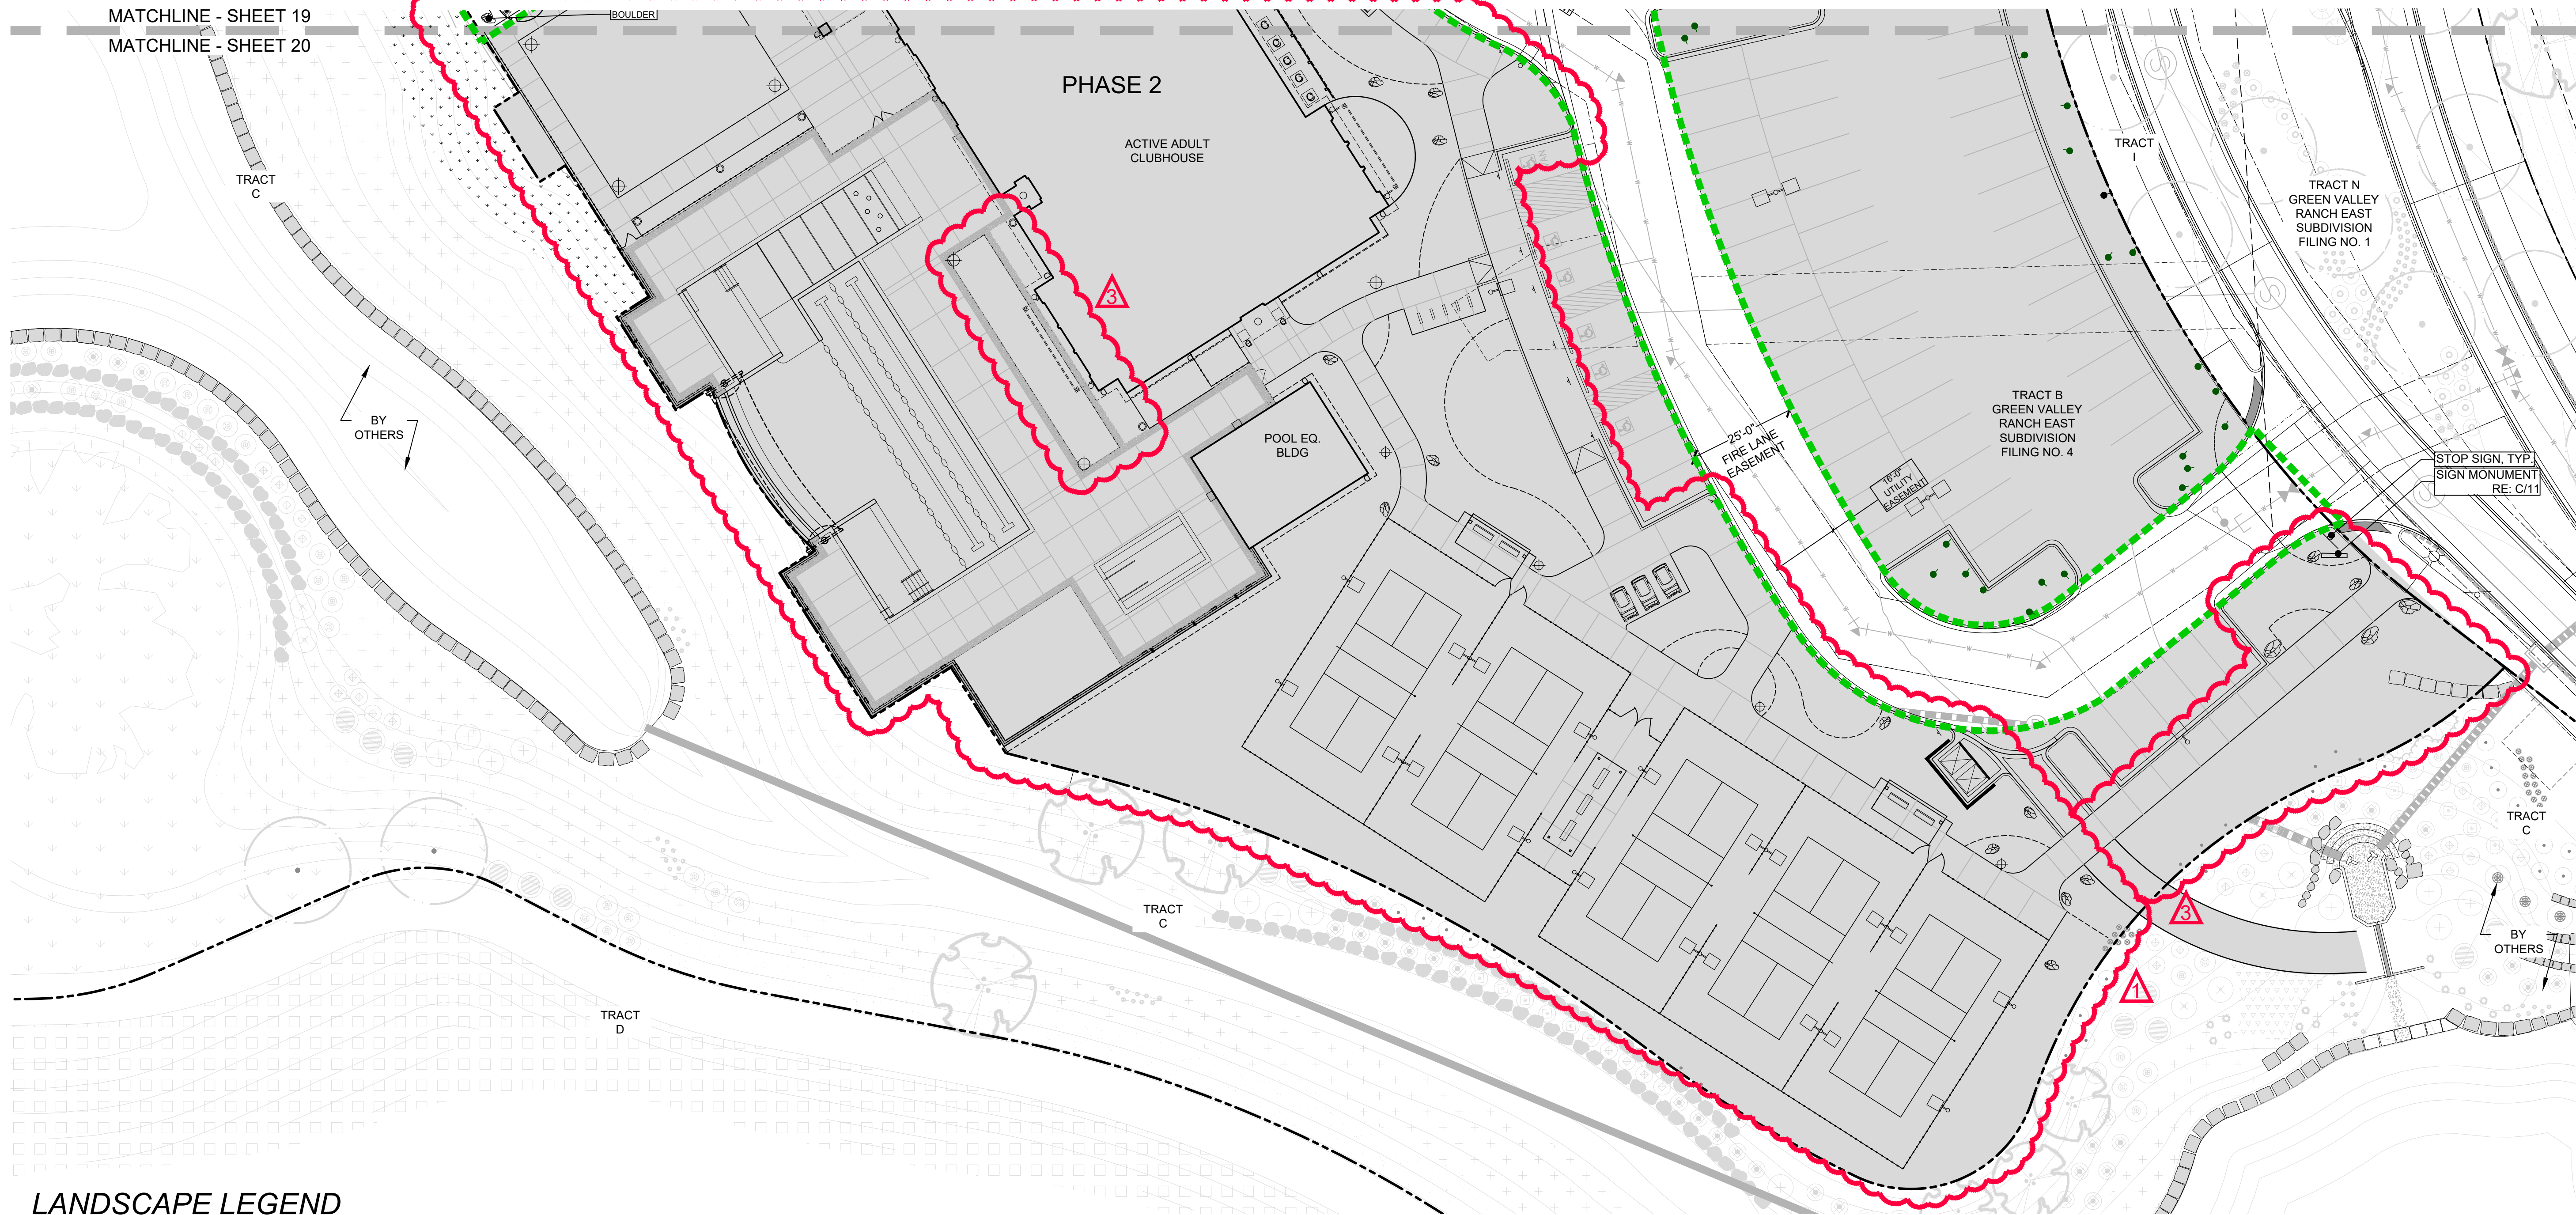 MATCHLINE - SHEET 19
MATCHLINE - SHEET 20
BOULDER
PHASE 2
ACTIVE ADULT
CLUBHOUSE
TRACT
C
TRACT
I
TRACT N
GREEN VALLEY
RANCH EAST
SUBDIVISION
FILING NO. 1
3
BY
OTHERS
POOL EQ.
BLDG
25'-0"
FIRE LANE
EASEMENT
TRACT B
GREEN VALLEY
RANCH EAST
SUBDIVISION
FILING NO. 4
16'-0"
UTILITY
EASEMENT
STOP SIGN, TYP.
SIGN MONUMENT
RE: C/11
TRACT
C
TRACT
C
3
BY
OTHERS
1
TRACT
D
LANDSCAPE LEGEND